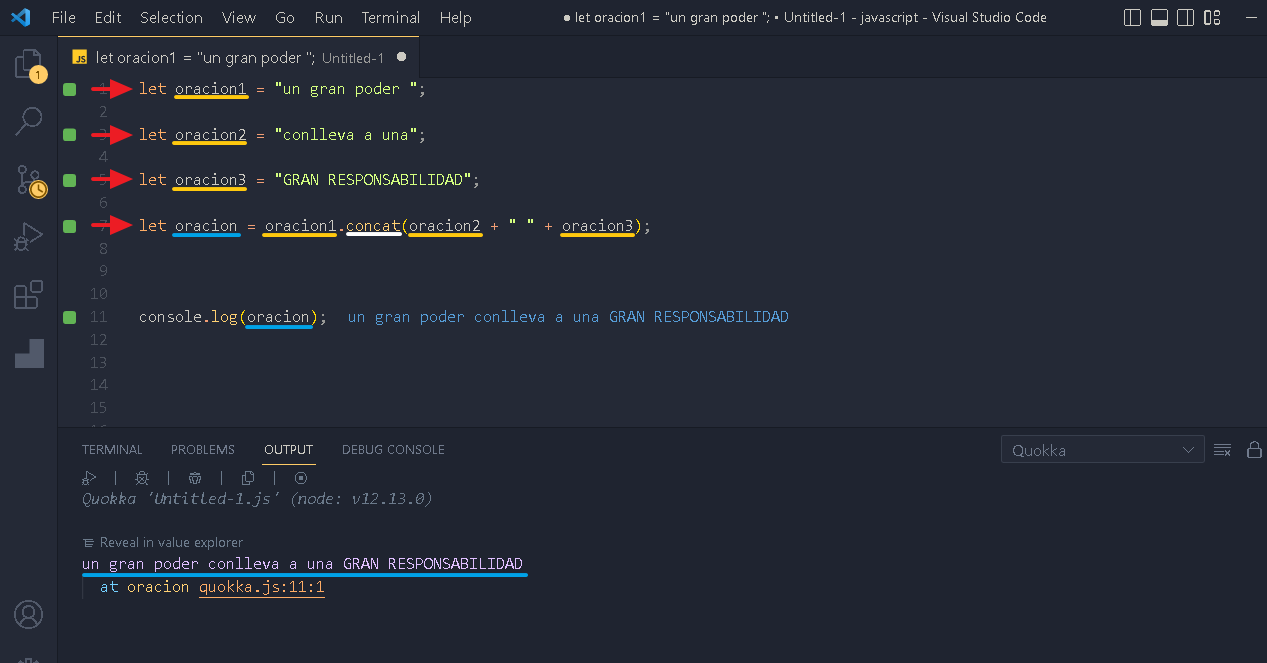 File Edit Selection View Go Run Terminal Help ● let oracion1 = "un gran poder "; • Untitled-1 - javascript - Visual Studio Code
JS let oracion1 = "un gran poder "; Untitled-1
1
1 let oracion1 = "un gran poder ";
2
3 let oracion2 = "conlleva a una";
4
5 let oracion3 = "GRAN RESPONSABILIDAD";
6
7 let oracion = oracion1.concat(oracion2 + " " + oracion3);
8
9
10
11 console.log(oracion); un gran poder conlleva a una GRAN RESPONSABILIDAD
12
13
14
15
TERMINAL PROBLEMS OUTPUT DEBUG CONSOLE Quokka
Quokka 'Untitled-1.js' (node: v12.13.0)
Reveal in value explorer
un gran poder conlleva a una GRAN RESPONSABILIDAD
at oracion quokka.js:11:1